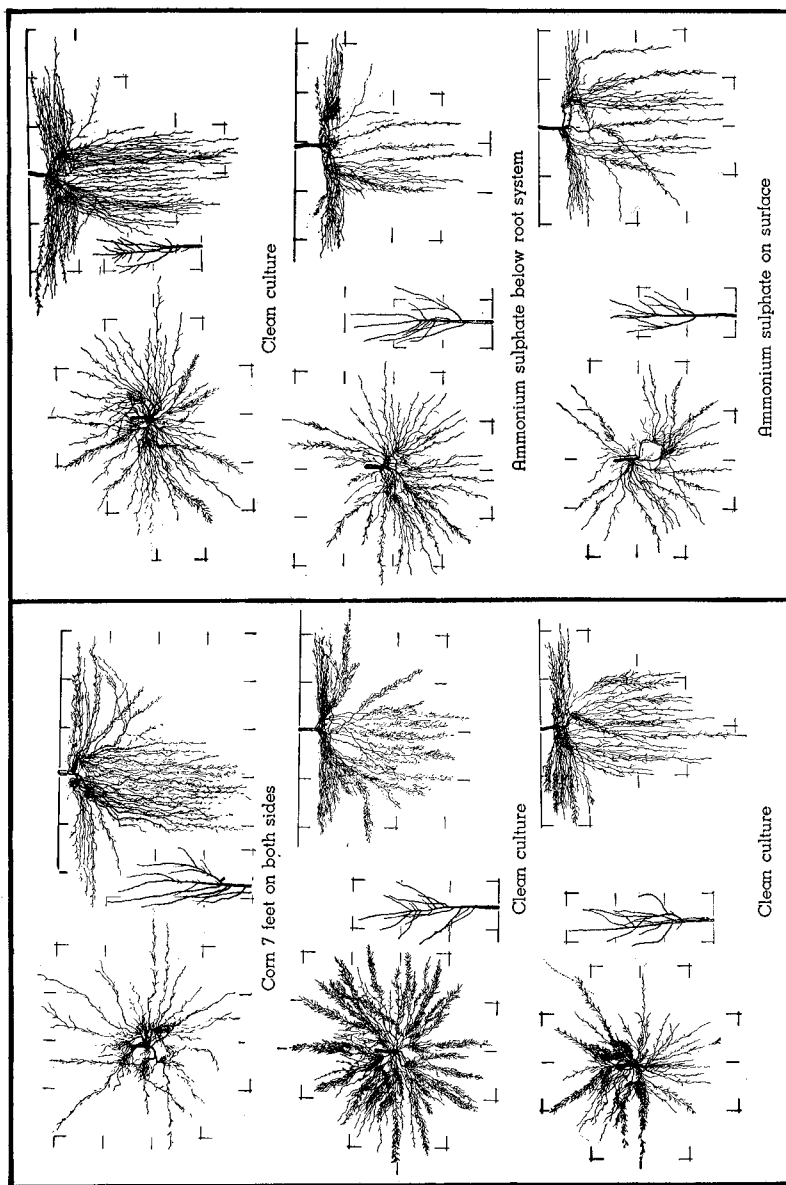 Clean culture
Ammonium sulphate below root system
Ammonium sulphate on surface
Corn 7 feet on both sides
Clean culture
Clean culture